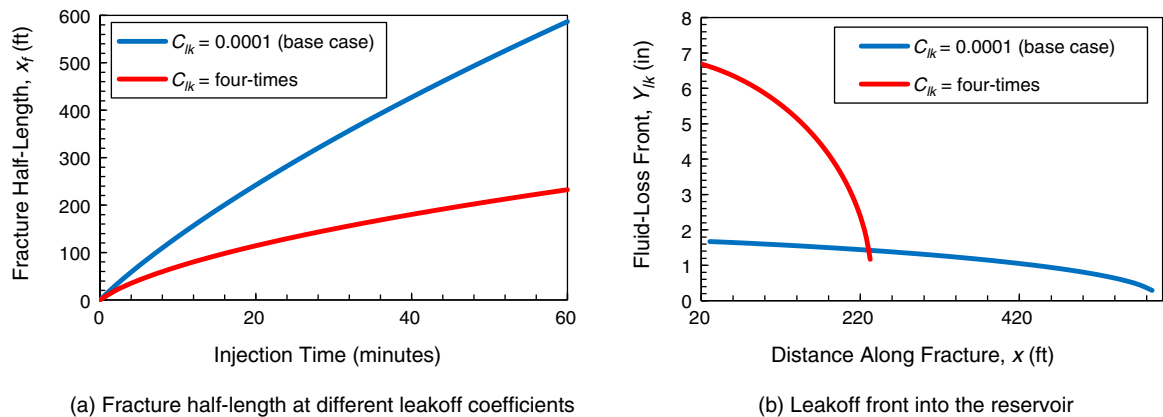 600
500
400
300
200
100
0
0
20
40
60
Fracture Half-Length, x_f (ft)
Injection Time (minutes)
C_lk = 0.0001 (base case)
C_lk = four-times
(a) Fracture half-length at different leakoff coefficients
8
7
6
5
4
3
2
1
0
20
220
420
Fluid-Loss Front, Y_lk (in)
Distance Along Fracture, x (ft)
C_lk = 0.0001 (base case)
C_lk = four-times
(b) Leakoff front into the reservoir